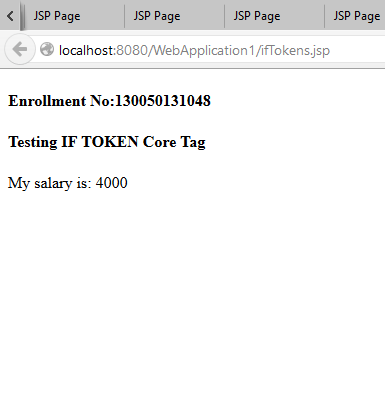 JSP Page JSP Page JSP Page JSP Page
localhost:8080/WebApplication1/ifTokens.jsp
Enrollment No:130050131048
Testing IF TOKEN Core Tag
My salary is: 4000